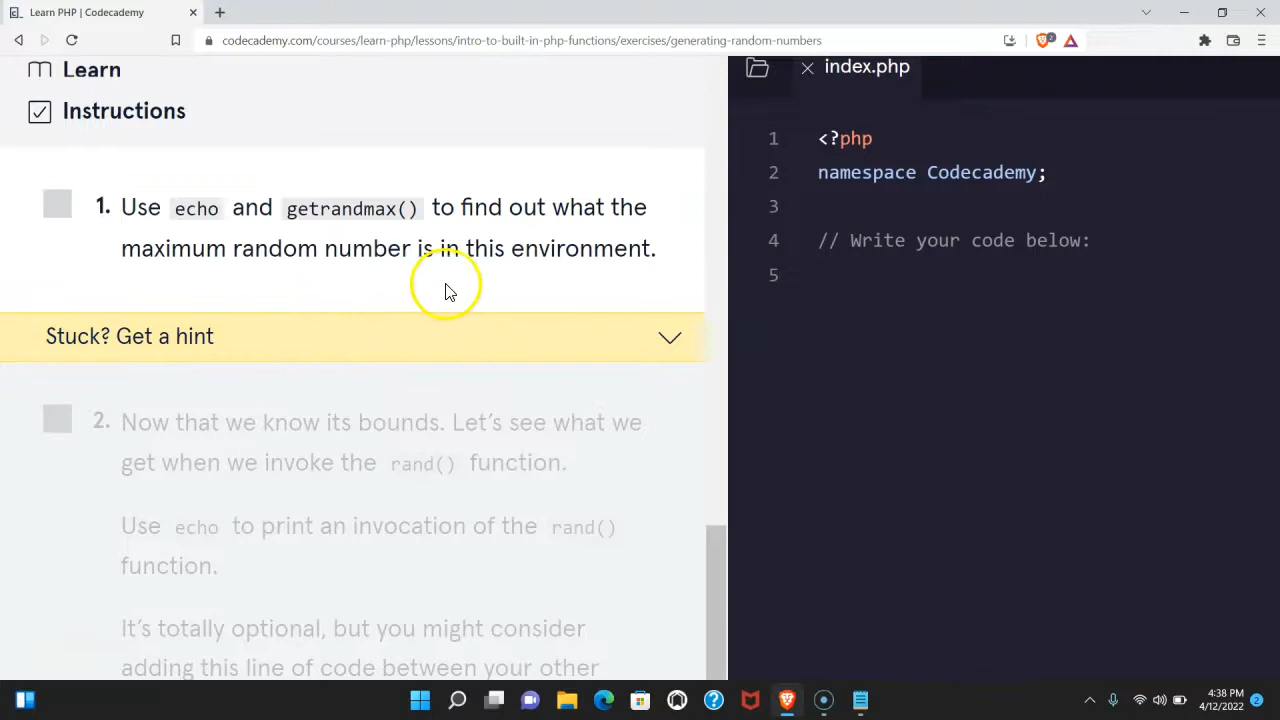 Learn PHP | Codecademy
codecademy.com/courses/learn-php/lessons/intro-to-built-in-php-functions/exercises/generating-random-numbers
2
Learn
Instructions
1. Use echo and getrandmax() to find out what the
maximum random number is in this environment.
Stuck? Get a hint
2. Now that we know its bounds. Let's see what we
get when we invoke the rand() function.
Use echo to print an invocation of the rand()
function.
It's totally optional, but you might consider
adding this line of code between your other
index.php
1 <?php
2 namespace Codecademy;
3
4 // Write your code below:
5
4:38 PM
4/12/2022
2